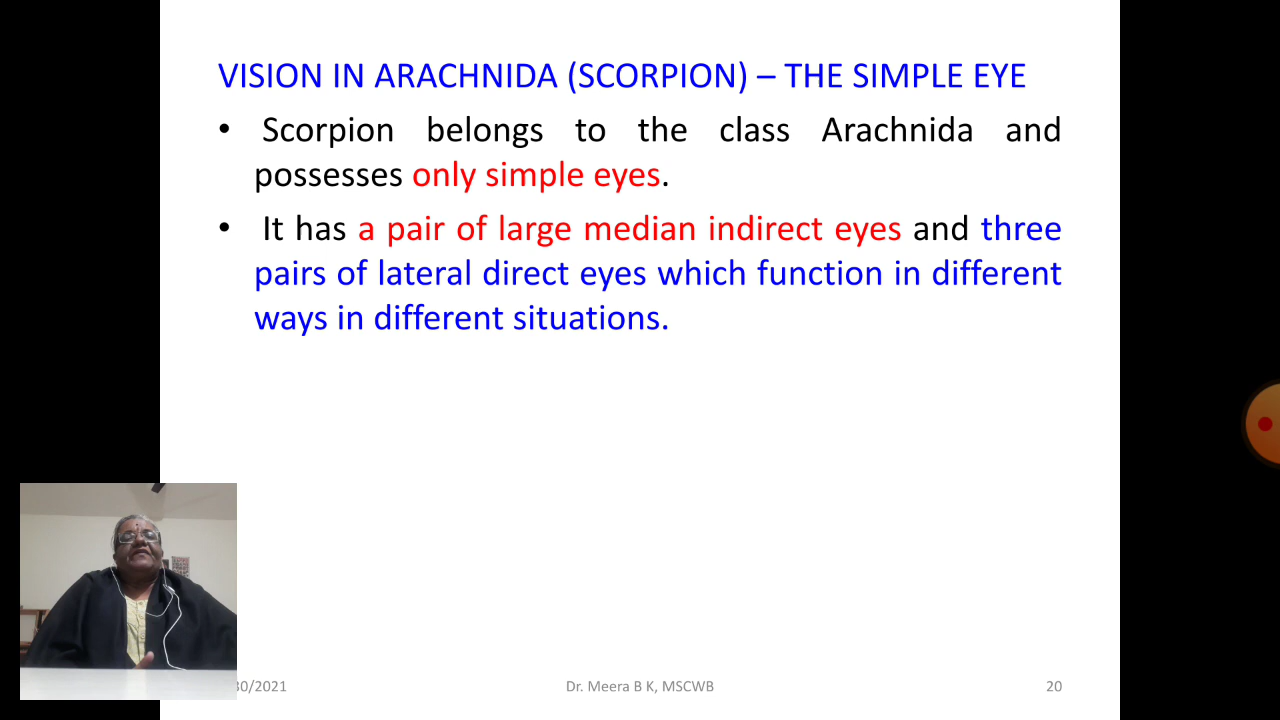 VISION IN ARACHNIDA (SCORPION) – THE SIMPLE EYE
• Scorpion belongs to the class Arachnida and
possesses only simple eyes.
• It has a pair of large median indirect eyes and three
pairs of lateral direct eyes which function in different
ways in different situations.
30/2021 Dr. Meera B K, MSCWB 20